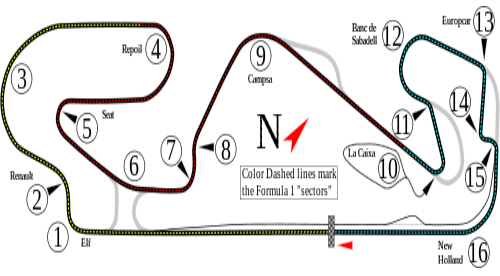 Repoil
4
Banc de
Sabadell
12
Europcar
13
9
Campsa
3
Seat
5
14
11
N
7
8
La Caixa
10
6
Renault
2
Color Dashed lines mark
the Formula 1 "sectors"
15
1
Elf
New
Holland
16